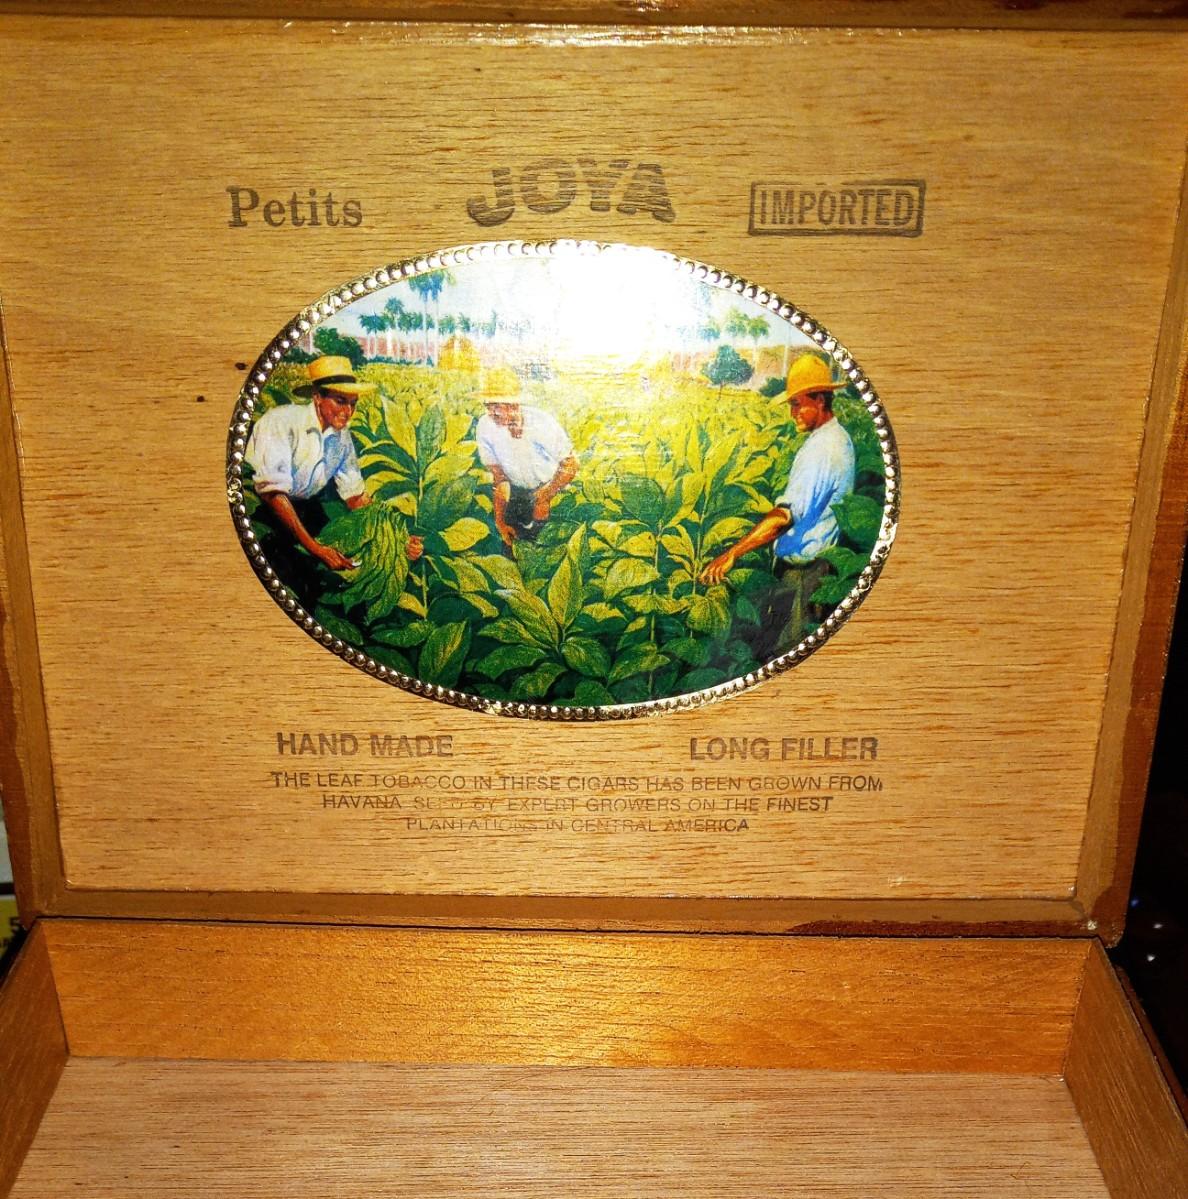 Petits JOYA IMPORTED
HAND MADE LONG FILLER
THE LEAF TOBACCO IN THESE CIGARS HAS BEEN GROWN FROM
HAVANA SEED BY EXPERT GROWERS ON THE FINEST
PLANTATIONS IN CENTRAL AMERICA
5